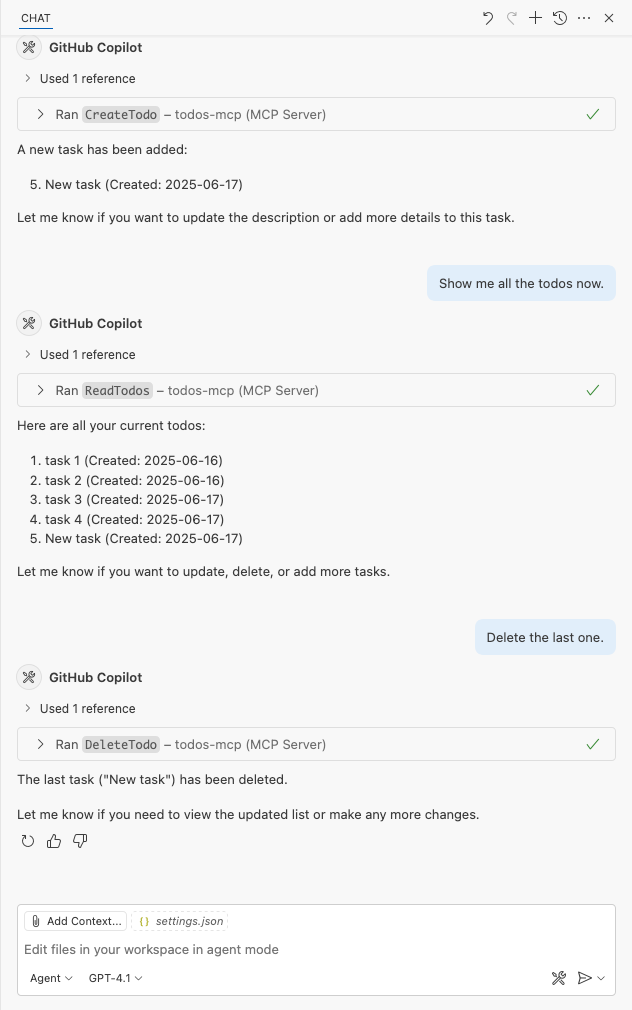 CHAT
GitHub Copilot
Used 1 reference
Ran CreateTodo – todos-mcp (MCP Server)
A new task has been added:
5. New task (Created: 2025-06-17)
Let me know if you want to update the description or add more details to this task.
Show me all the todos now.
GitHub Copilot
Used 1 reference
Ran ReadTodos – todos-mcp (MCP Server)
Here are all your current todos:
1. task 1 (Created: 2025-06-16)
2. task 2 (Created: 2025-06-16)
3. task 3 (Created: 2025-06-17)
4. task 4 (Created: 2025-06-17)
5. New task (Created: 2025-06-17)
Let me know if you want to update, delete, or add more tasks.
Delete the last one.
GitHub Copilot
Used 1 reference
Ran DeleteTodo – todos-mcp (MCP Server)
The last task ("New task") has been deleted.
Let me know if you need to view the updated list or make any more changes.
Add Context... {} settings.json
Edit files in your workspace in agent mode
Agent GPT-4.1